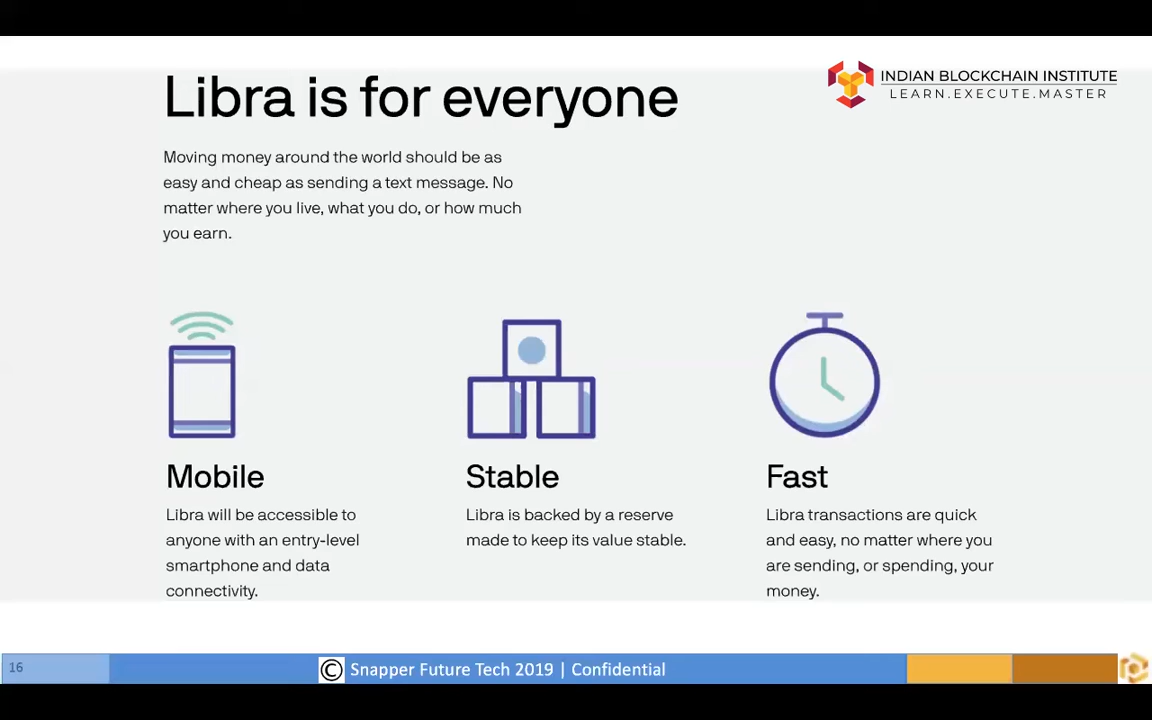 Libra is for everyone
INDIAN BLOCKCHAIN INSTITUTE
LEARN.EXECUTE.MASTER
Moving money around the world should be as
easy and cheap as sending a text message. No
matter where you live, what you do, or how much
you earn.
Mobile
Libra will be accessible to
anyone with an entry-level
smartphone and data
connectivity.
Stable
Libra is backed by a reserve
made to keep its value stable.
Fast
Libra transactions are quick
and easy, no matter where you
are sending, or spending, your
money.
16
© Snapper Future Tech 2019 | Confidential